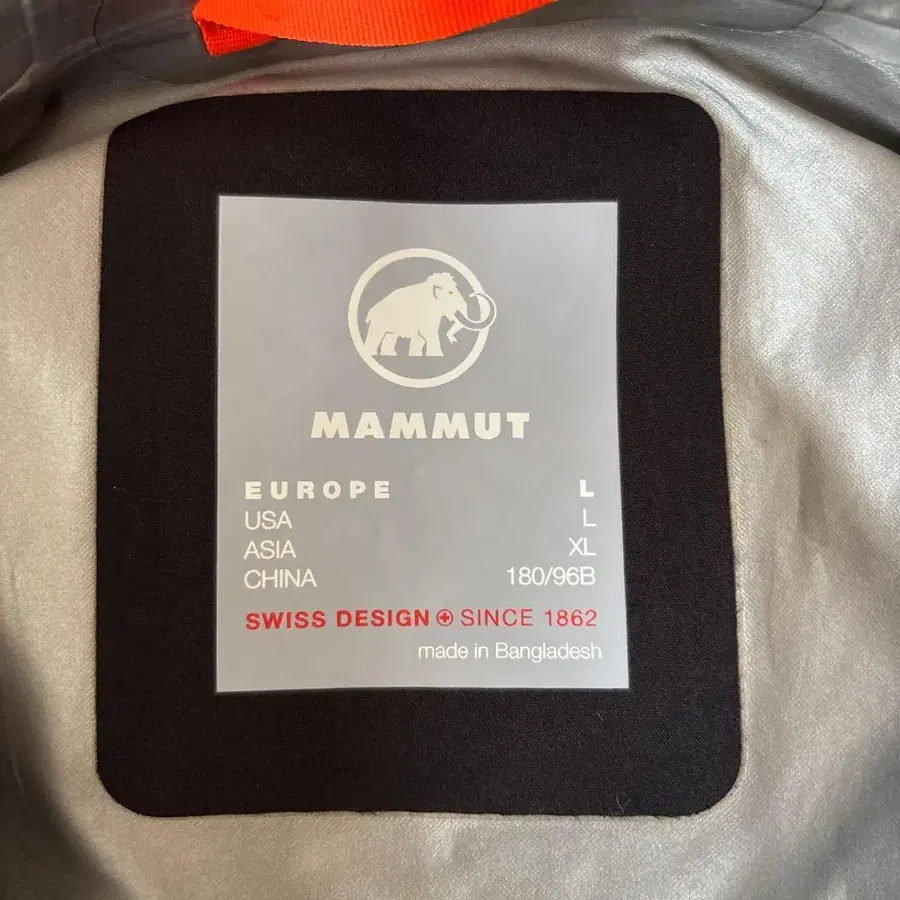 MAMMUT
EUROPE L
USA L
ASIA XL
CHINA 180/96B
SWISS DESIGN SINCE 1862
made in Bangladesh